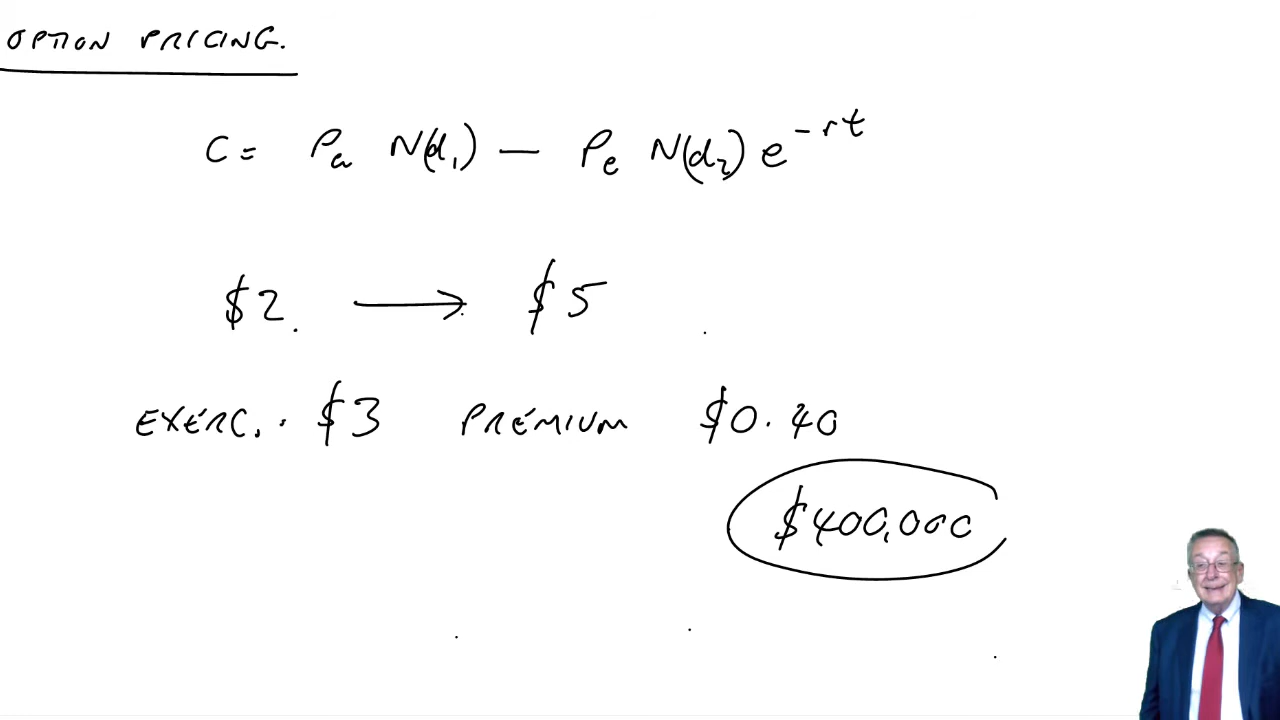 OPTION PRICING.
C = Pa N(d1) — Pe N(d2) e^-rt
$2. → $5
EXERC. . $3 PREMIUM $0.40
$400,000